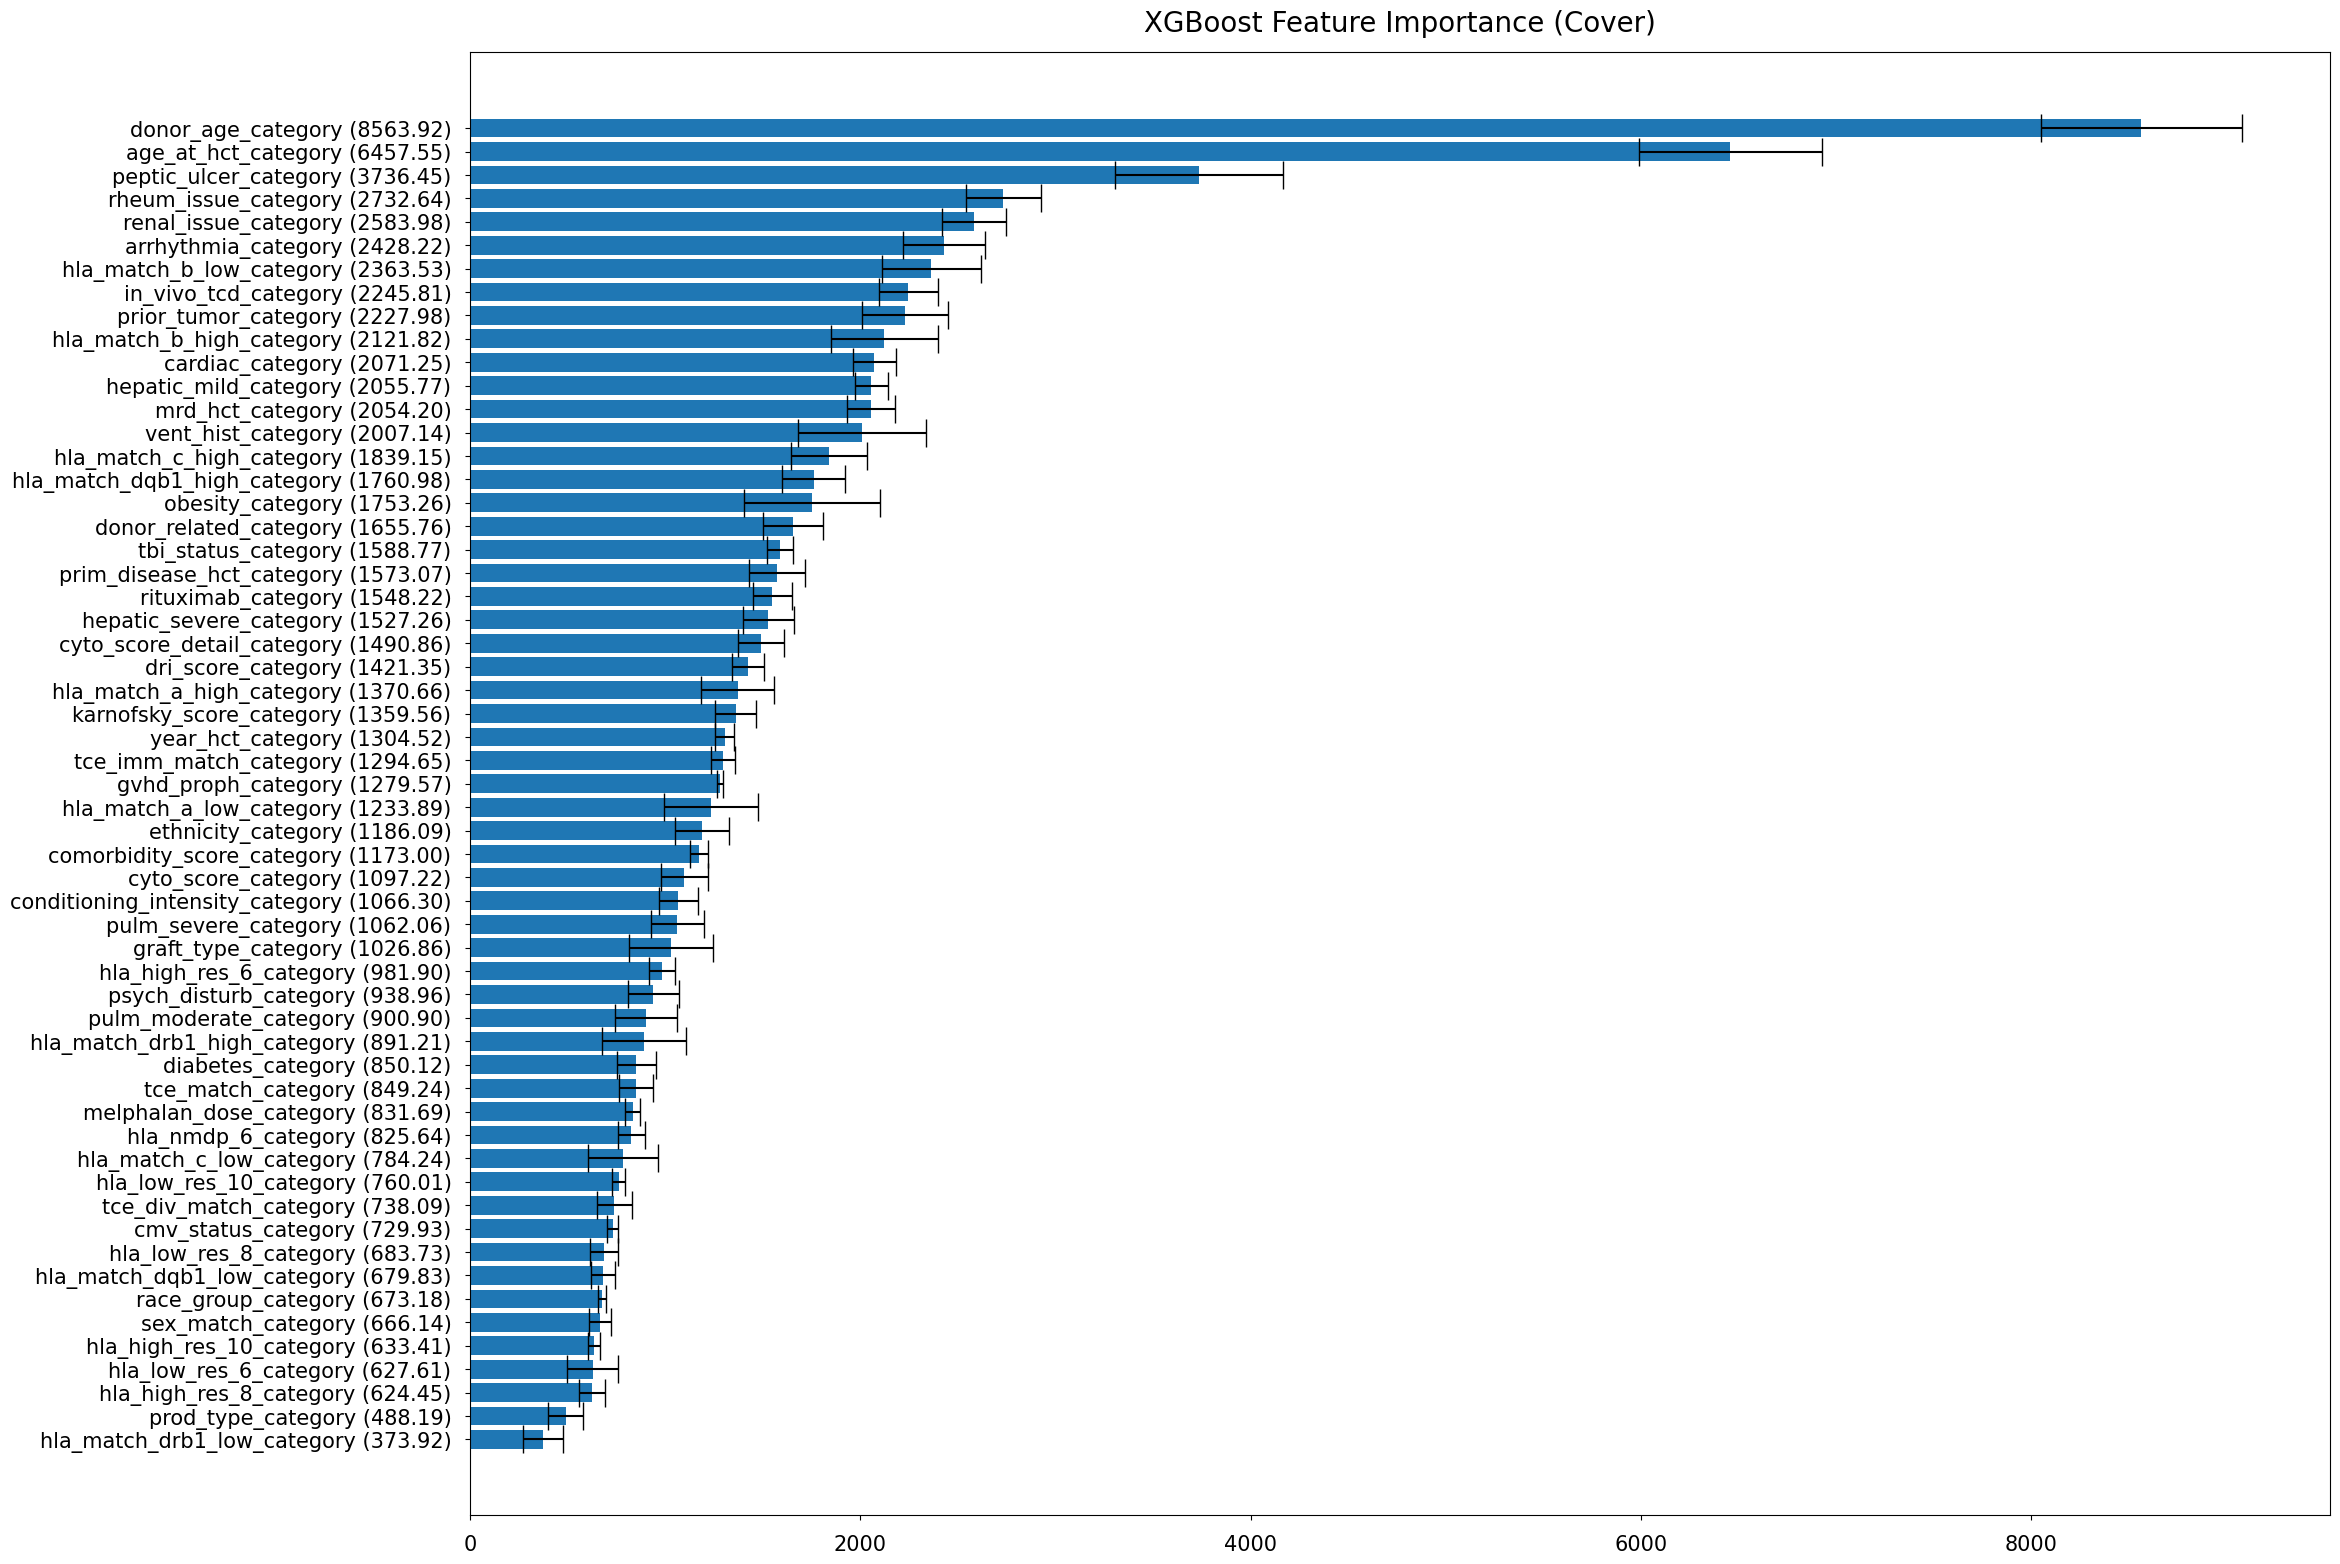 XGBoost Feature Importance (Cover)
donor_age_category (8563.92)
age_at_hct_category (6457.55)
peptic_ulcer_category (3736.45)
rheum_issue_category (2732.64)
renal_issue_category (2583.98)
arrhythmia_category (2428.22)
hla_match_b_low_category (2363.53)
in_vivo_tcd_category (2245.81)
prior_tumor_category (2227.98)
hla_match_b_high_category (2121.82)
cardiac_category (2071.25)
hepatic_mild_category (2055.77)
mrd_hct_category (2054.20)
vent_hist_category (2007.14)
hla_match_c_high_category (1839.15)
hla_match_dqb1_high_category (1760.98)
obesity_category (1753.26)
donor_related_category (1655.76)
tbi_status_category (1588.77)
prim_disease_hct_category (1573.07)
rituximab_category (1548.22)
hepatic_severe_category (1527.26)
cyto_score_detail_category (1490.86)
dri_score_category (1421.35)
hla_match_a_high_category (1370.66)
karnofsky_score_category (1359.56)
year_hct_category (1304.52)
tce_imm_match_category (1294.65)
gvhd_proph_category (1279.57)
hla_match_a_low_category (1233.89)
ethnicity_category (1186.09)
comorbidity_score_category (1173.00)
cyto_score_category (1097.22)
conditioning_intensity_category (1066.30)
pulm_severe_category (1062.06)
graft_type_category (1026.86)
hla_high_res_6_category (981.90)
psych_disturb_category (938.96)
pulm_moderate_category (900.90)
hla_match_drb1_high_category (891.21)
diabetes_category (850.12)
tce_match_category (849.24)
melphalan_dose_category (831.69)
hla_nmdp_6_category (825.64)
hla_match_c_low_category (784.24)
hla_low_res_10_category (760.01)
tce_div_match_category (738.09)
cmv_status_category (729.93)
hla_low_res_8_category (683.73)
hla_match_dqb1_low_category (679.83)
race_group_category (673.18)
sex_match_category (666.14)
hla_high_res_10_category (633.41)
hla_low_res_6_category (627.61)
hla_high_res_8_category (624.45)
prod_type_category (488.19)
hla_match_drb1_low_category (373.92)
0 2000 4000 6000 8000